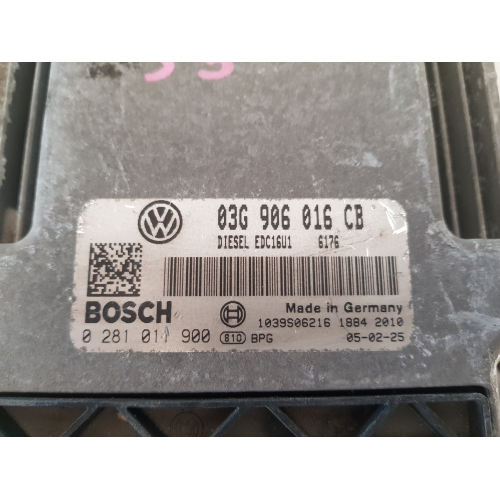 55
03G 906 016 CB
DIESEL EDC16U1 6176
BOSCH
Made in Germany
1039S06216 1884 2010
0 281 011 900 810 BPG 05-02-25